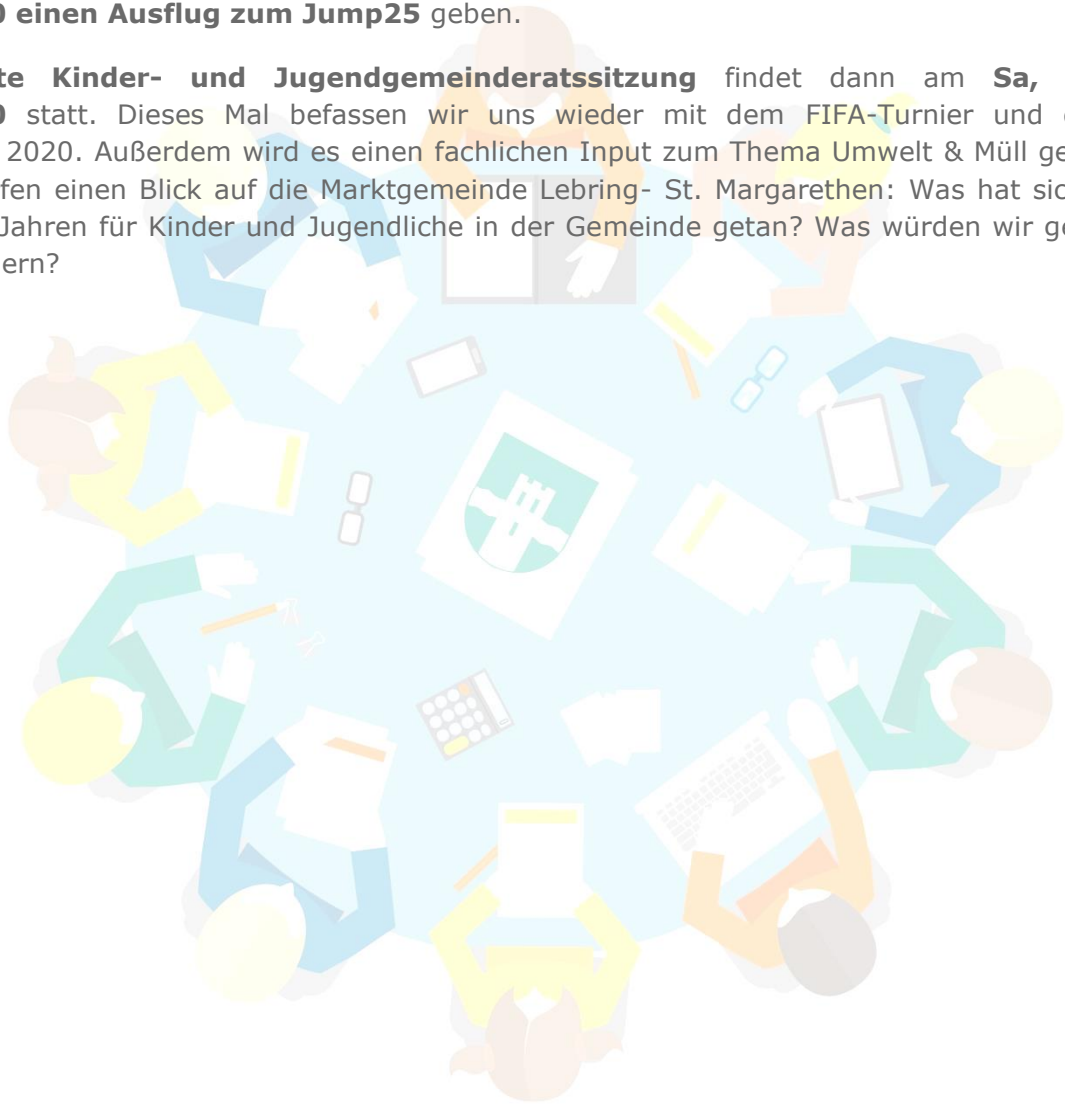 0 einen Ausflug zum Jump25 geben.
te Kinder- und Jugendgemeinderatssitzung findet dann am Sa,
0 statt. Dieses Mal befassen wir uns wieder mit dem FIFA-Turnier und
2020. Außerdem wird es einen fachlichen Input zum Thema Umwelt & Müll ge
fen einen Blick auf die Marktgemeinde Lebring- St. Margarethen: Was hat sic
Jahren für Kinder und Jugendliche in der Gemeinde getan? Was würden wir ge
ern?